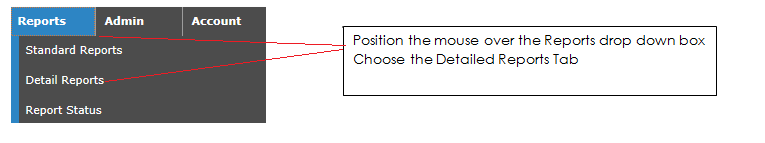 Reports Admin Account
Standard Reports
Detail Reports
Report Status
Position the mouse over the Reports drop down box
Choose the Detailed Reports Tab